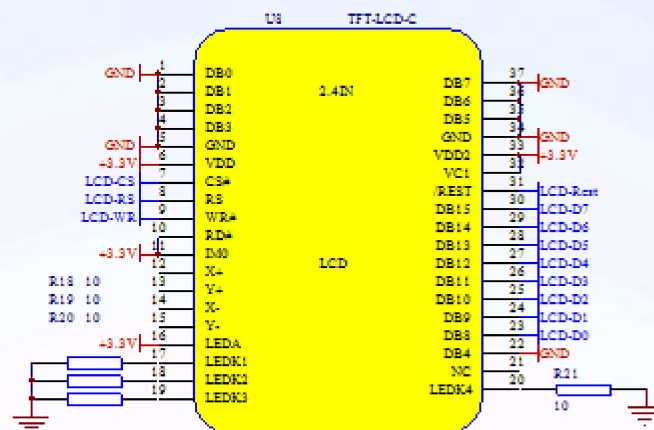 U8 TFT-LCD-C
GND 1 DB0 37 GND
2 DB1 2.4IN DB7 36
3 DB2 DB6 35
4 DB3 DB5 34
GND 5 GND GND 33 GND
+3.3V 6 VDD VDD2 32 +3.3V
LCD-CS 7 CS# VC1 31
LCD-RS 8 RS /REST 30 LCD-Rest
LCD-WR 9 WR# DB15 29 LCD-D7
10 RD# DB14 28 LCD-D6
+3.3V 11 IM0 DB13 27 LCD-D5
12 X+ LCD DB12 26 LCD-D4
R18 10 13 Y+ DB11 25 LCD-D3
R19 10 14 X- DB10 24 LCD-D2
R20 10 15 Y- DB9 23 LCD-D1
+3.3V 16 LEDA DB8 22 LCD-D0
17 LEDK1 DB4 21 GND
18 LEDK2 NC 20 R21
19 LEDK3 LEDK4 10